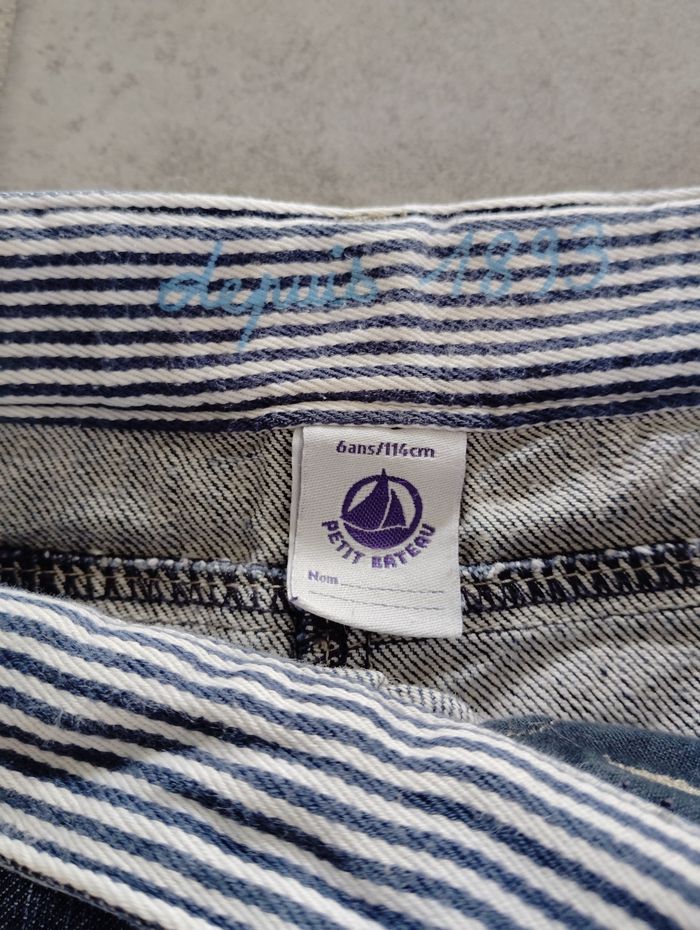 depuis 1893
6ans/114cm
PETIT BATEAU
Nom